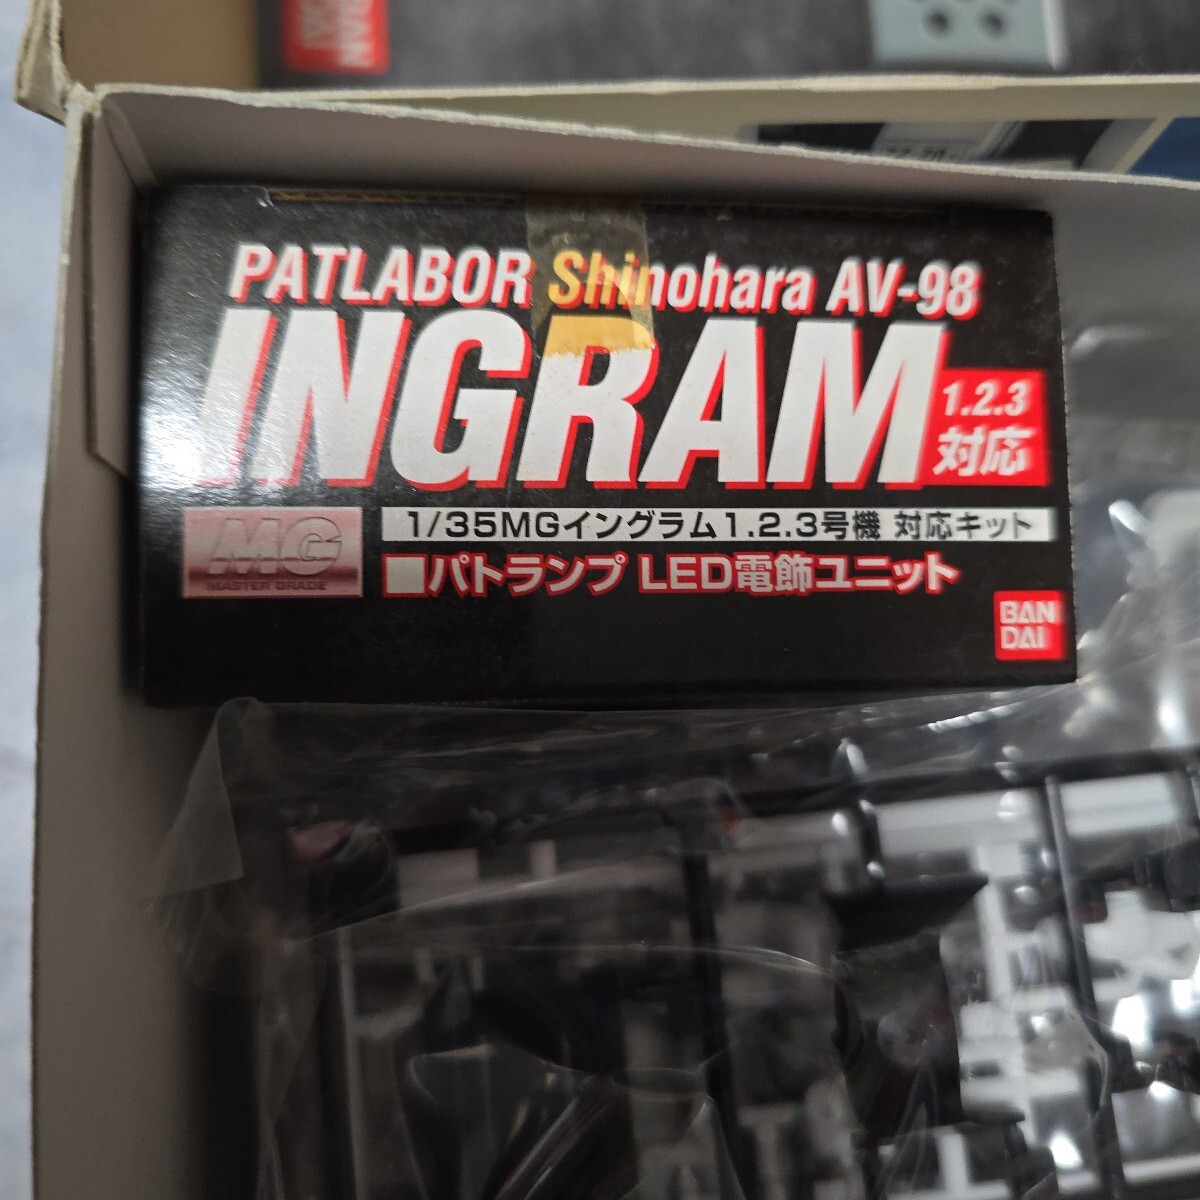 PATLABOR Shinohara AV-98
INGRAM
1.2.3
対応
MG
MASTER GRADE
1/35MGイングラム1.2.3号機 対応キット
■パトランプ LED電飾ユニット
BAN
DAI